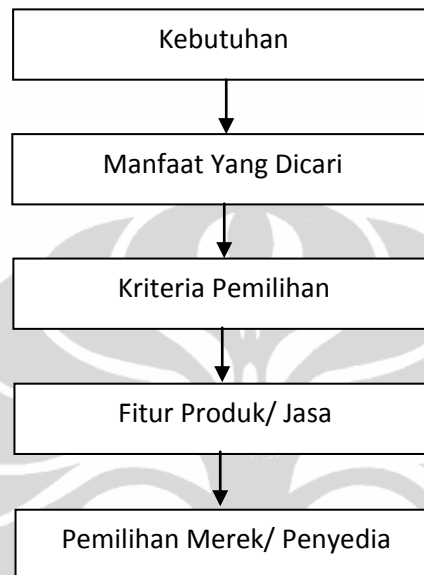 Kebutuhan
Manfaat Yang Dicari
Kriteria Pemilihan
Fitur Produk/ Jasa
Pemilihan Merek/ Penyedia